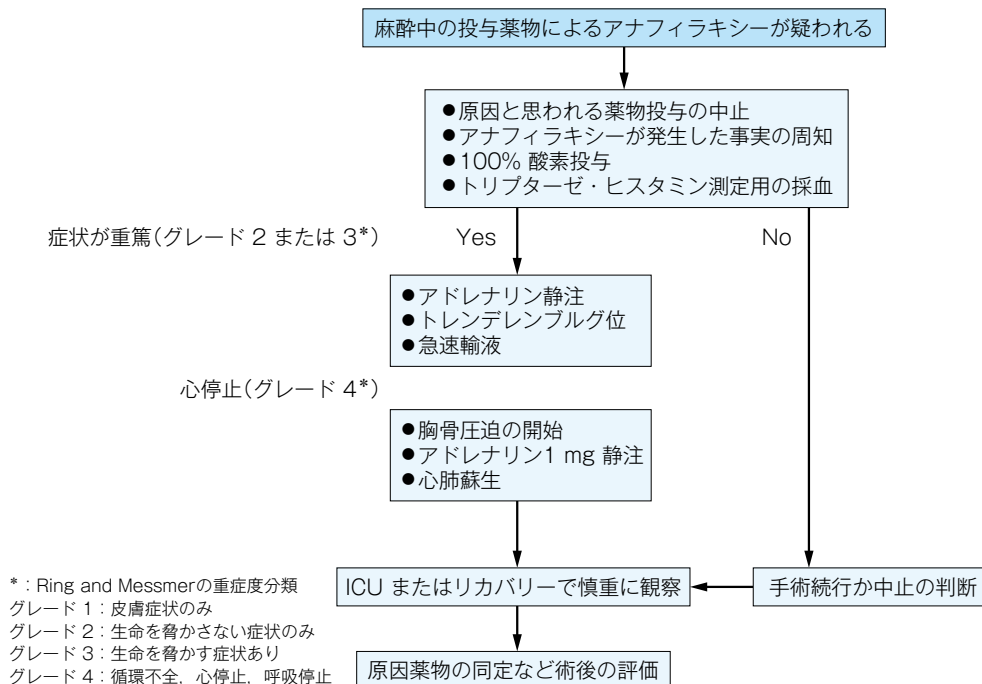 麻酔中の投与薬物によるアナフィラキシーが疑われる
●原因と思われる薬物投与の中止
●アナフィラキシーが発生した事実の周知
●100% 酸素投与
●トリプターゼ・ヒスタミン測定用の採血
症状が重篤(グレード 2 または 3*)
Yes
No
●アドレナリン静注
●トレンデレンブルグ位
●急速輸液
心停止(グレード 4*)
●胸骨圧迫の開始
●アドレナリン1 mg 静注
●心肺蘇生
ICU またはリカバリーで慎重に観察
手術続行か中止の判断
原因薬物の同定など術後の評価
*：Ring and Messmerの重症度分類
グレード 1：皮膚症状のみ
グレード 2：生命を脅かさない症状のみ
グレード 3：生命を脅かす症状あり
グレード 4：循環不全，心停止，呼吸停止